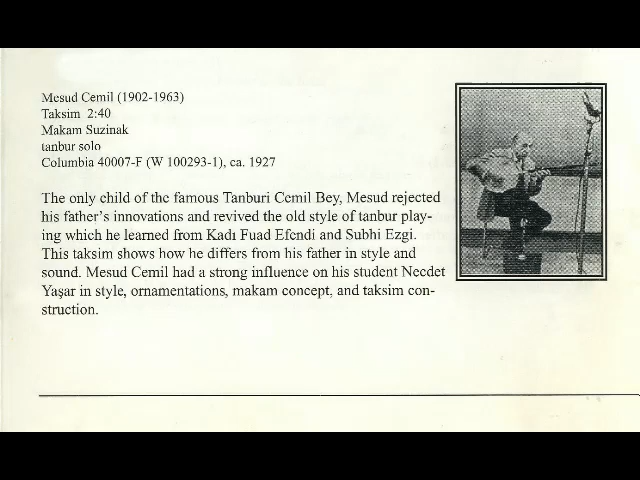 Mesud Cemil (1902-1963)
Taksim 2:40
Makam Suzinak
tanbur solo
Columbia 40007-F (W 100293-1), ca. 1927
The only child of the famous Tanburi Cemil Bey, Mesud rejected
his father's innovations and revived the old style of tanbur play-
ing which he learned from Kadı Fuad Efendi and Subhi Ezgi.
This taksim shows how he differs from his father in style and
sound. Mesud Cemil had a strong influence on his student Necdet
Yaşar in style, ornamentations, makam concept, and taksim con-
struction.